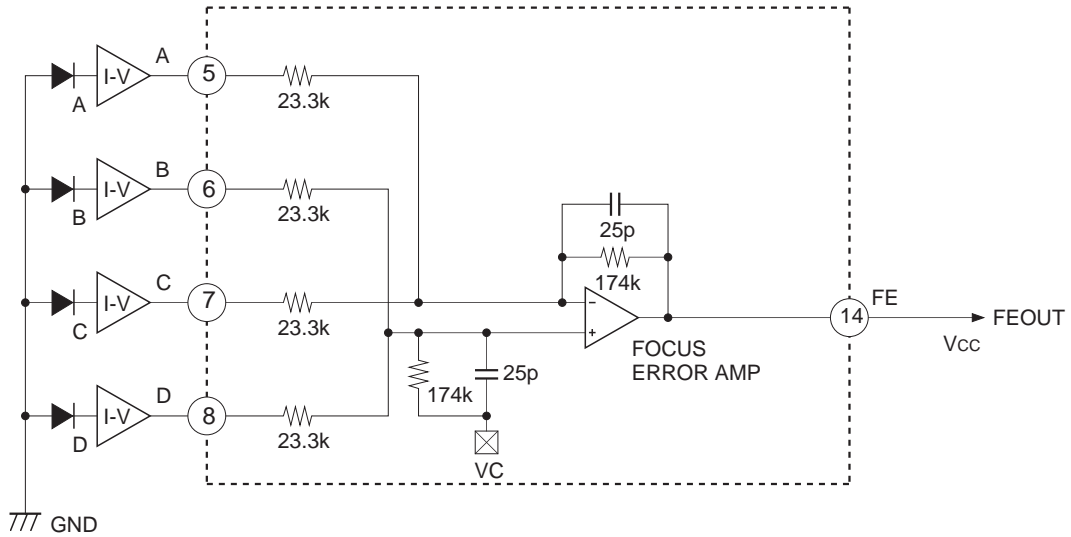 A
I-V
A
5
23.3k
B
I-V
B
6
23.3k
25p
174k
C
I-V
C
7
23.3k
−
+
FOCUS
ERROR AMP
14
FE
VCC
FEOUT
174k
25p
D
I-V
D
8
23.3k
VC
GND